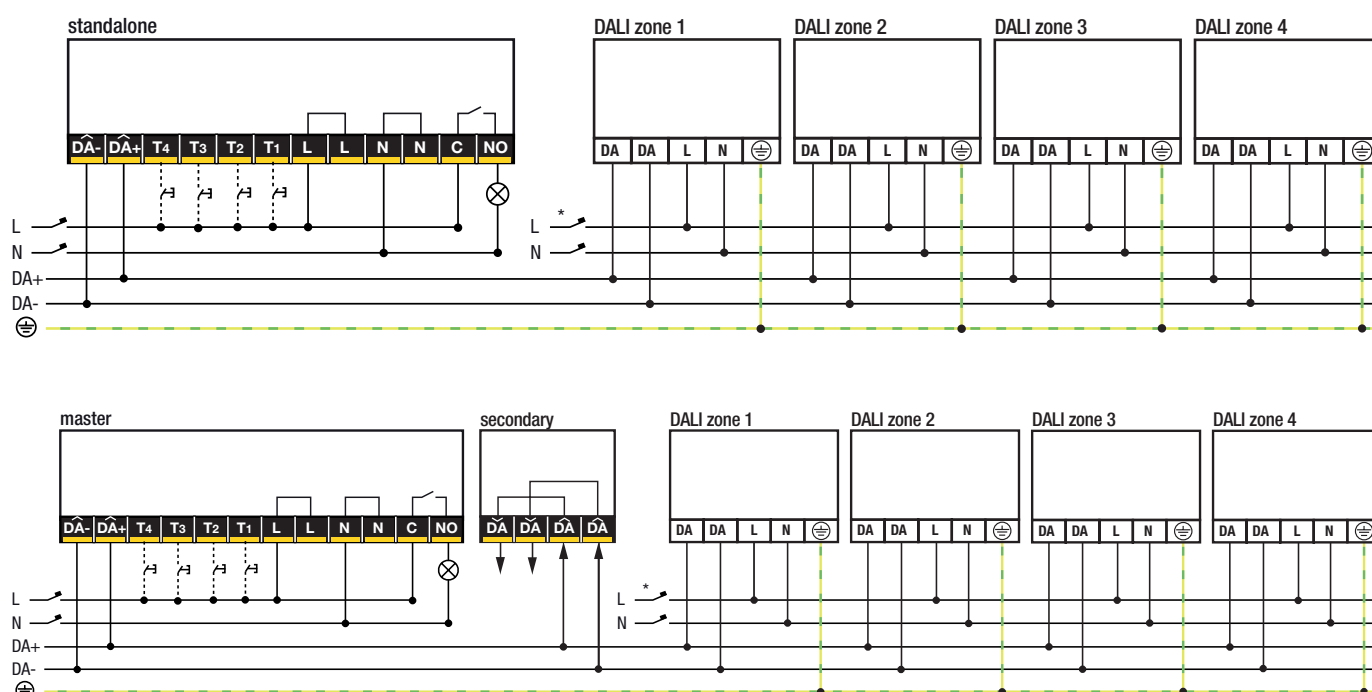 standalone DALI zone 1 DALI zone 2 DALI zone 3 DALI zone 4
DA- DA+ T4 T3 T2 T1 L L N N C NO
DA DA L N
DA DA L N
DA DA L N
DA DA L N
L
N
DA+
DA-
* L
N
master secondary DALI zone 1 DALI zone 2 DALI zone 3 DALI zone 4
DA- DA+ T4 T3 T2 T1 L L N N C NO
DA DA DA DA
DA DA L N
DA DA L N
DA DA L N
DA DA L N
L
N
DA+
DA-
* L
N